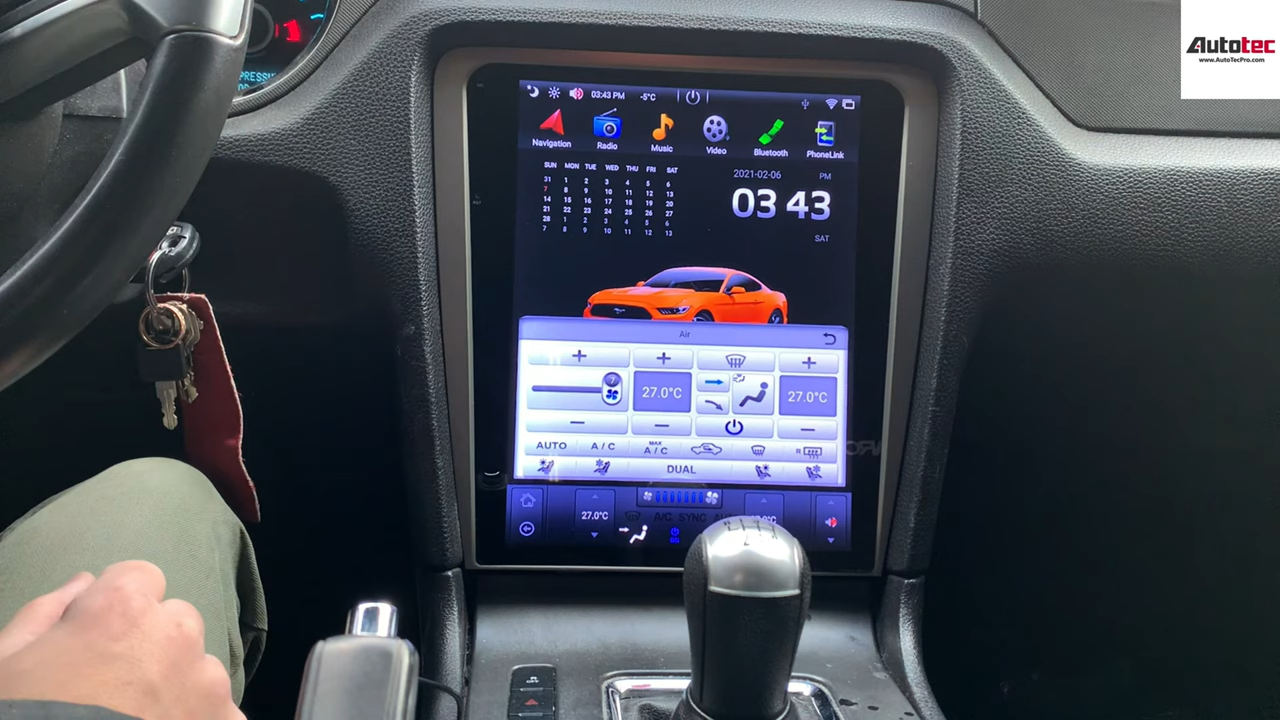 Autotec
www.AutoTecPro.com
PRESSU
03:43 PM -5°C
Navigation Radio Music Video Bluetooth PhoneLink
SUN MON TUE WED THU FRI SAT
31 1 2 3 4 5 6
7 8 9 10 11 12 13
14 15 16 17 18 19 20
21 22 23 24 25 26 27
28 1 2 3 4 5 6
7 8 9 10 11 12 13
2021-02-06 PM
03 43
SAT
Air
7
27.0°C 27.0°C
AUTO A/C MAX A/C R
DUAL
27.0°C
A/C SYNC
R
OFF